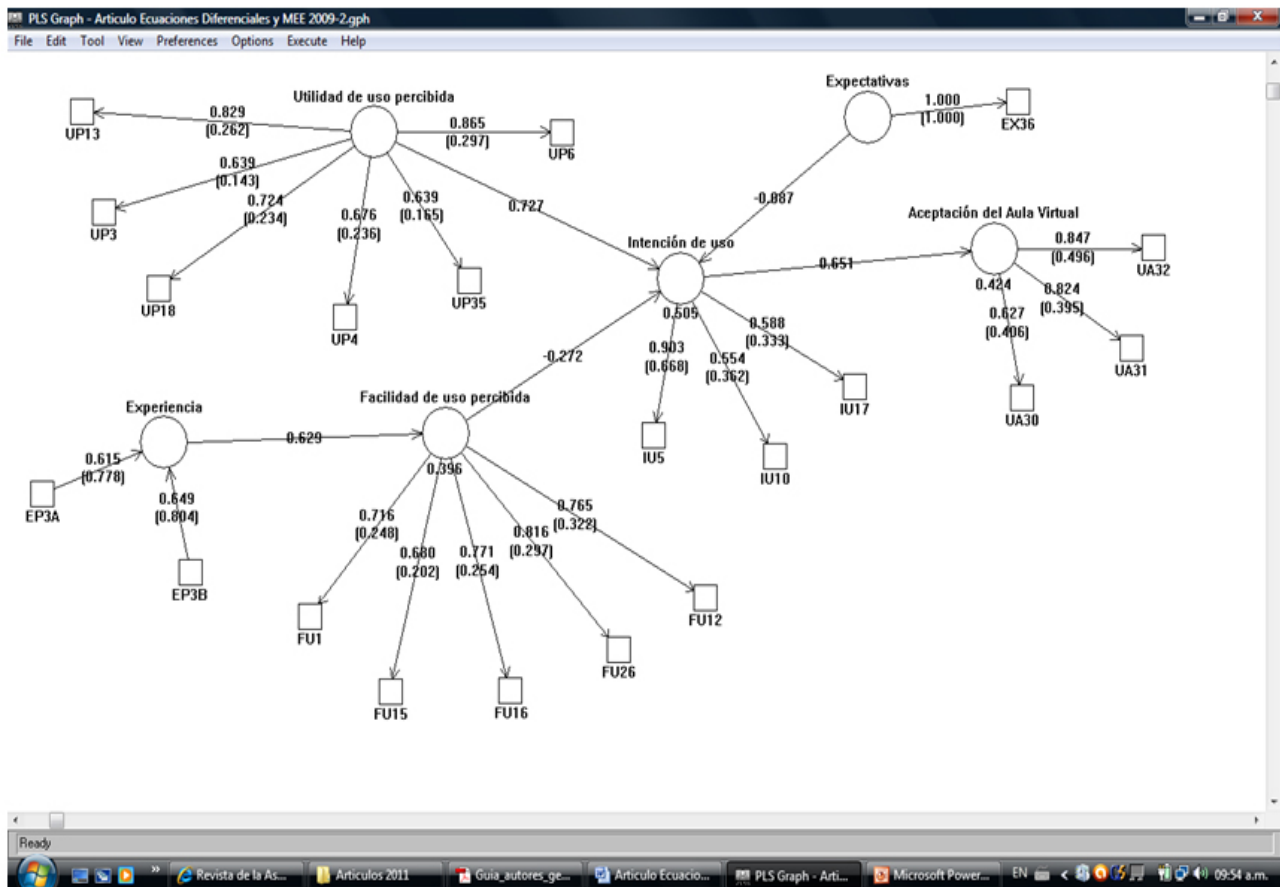 PLS Graph - Articulo Ecuaciones Diferenciales y MEE 2009-2.gph
File Edit Tool View Preferences Options Execute Help
Utilidad de uso percibida
UP13
0.829
(0.262)
0.865
(0.297)
UP6
0.639
(0.143)
UP3
0.724
(0.234)
UP18
0.676
(0.236)
UP4
0.639
(0.165)
UP35
0.727
Expectativas
1.000
(1.000)
EX36
-0.087
Intención de uso
0.505
0.651
Aceptación del Aula Virtual
0.424
0.847
(0.496)
UA32
0.824
(0.395)
UA31
0.627
(0.406)
UA30
0.903
(0.668)
IU5
0.554
(0.362)
IU10
0.588
(0.333)
IU17
-0.272
Experiencia
0.615
(0.778)
EP3A
0.649
(0.804)
EP3B
0.629
Facilidad de uso percibida
0.396
0.716
(0.248)
FU1
0.680
(0.202)
FU15
0.771
(0.254)
FU16
0.816
(0.297)
FU26
0.765
(0.322)
FU12
Ready
Revista de la As...
Articulos 2011
Guia_autores_ge...
Articulo Ecuacio...
PLS Graph - Arti...
Microsoft Power...
EN
09:54 a.m.